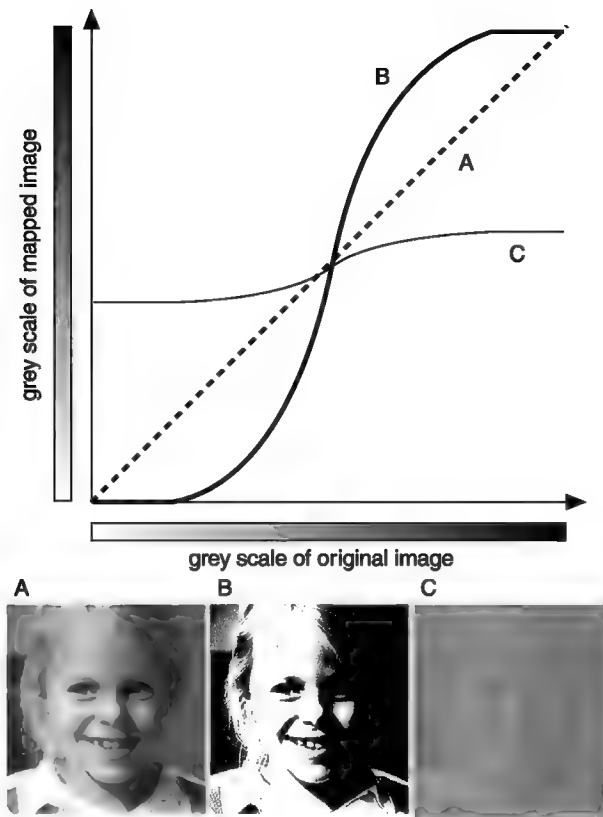 B
A
C
grey scale of mapped image
grey scale of original image
A B C